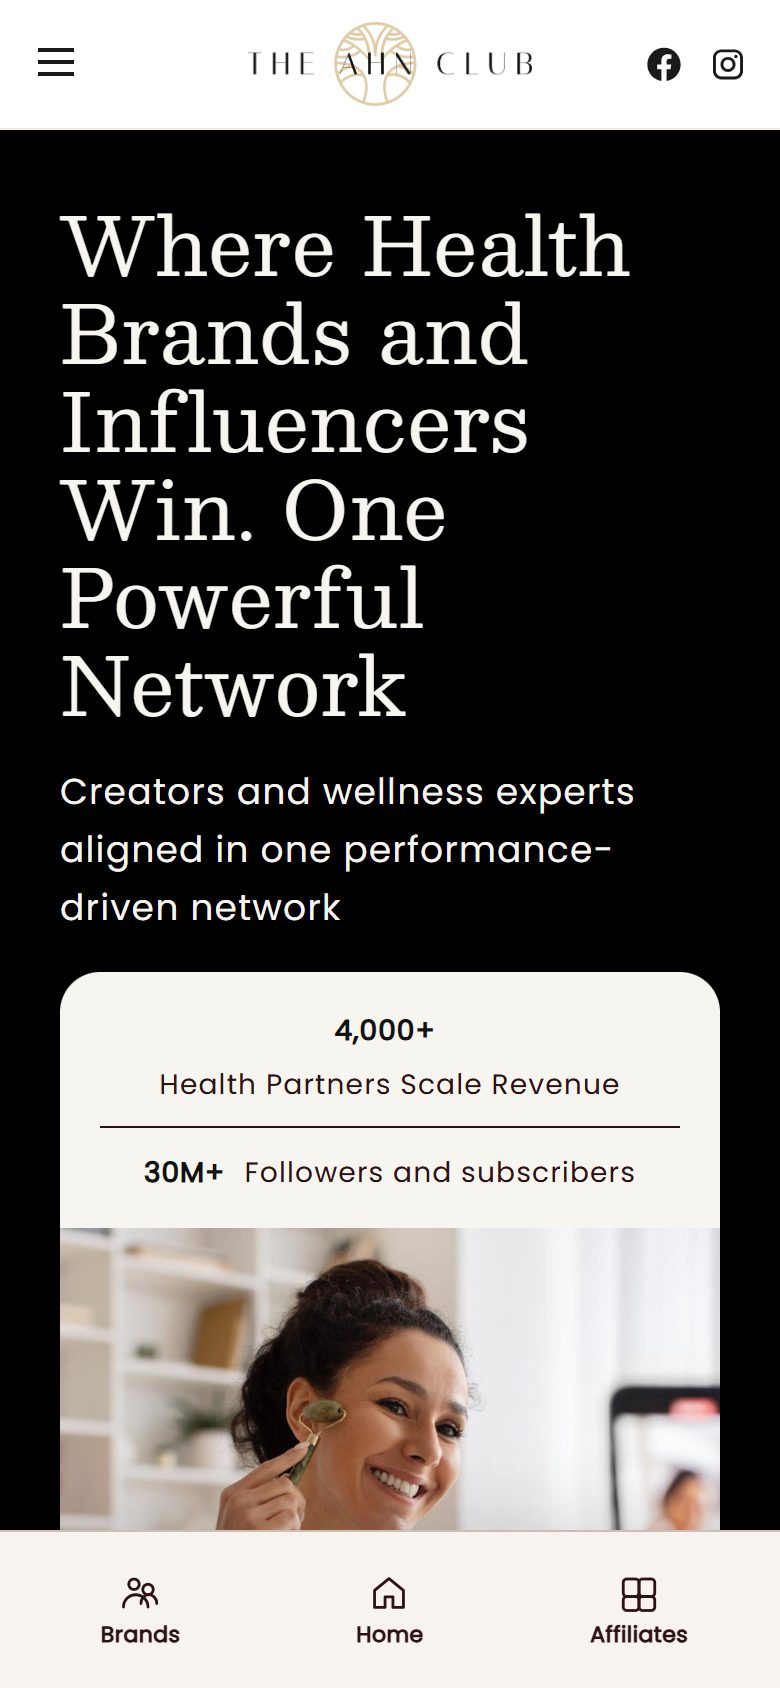 THE AHN CLUB
Where Health
Brands and
Influencers
Win. One
Powerful
Network
Creators and wellness experts
aligned in one performance-
driven network
4,000+
Health Partners Scale Revenue
30M+ Followers and subscribers
Brands
Home
Affiliates